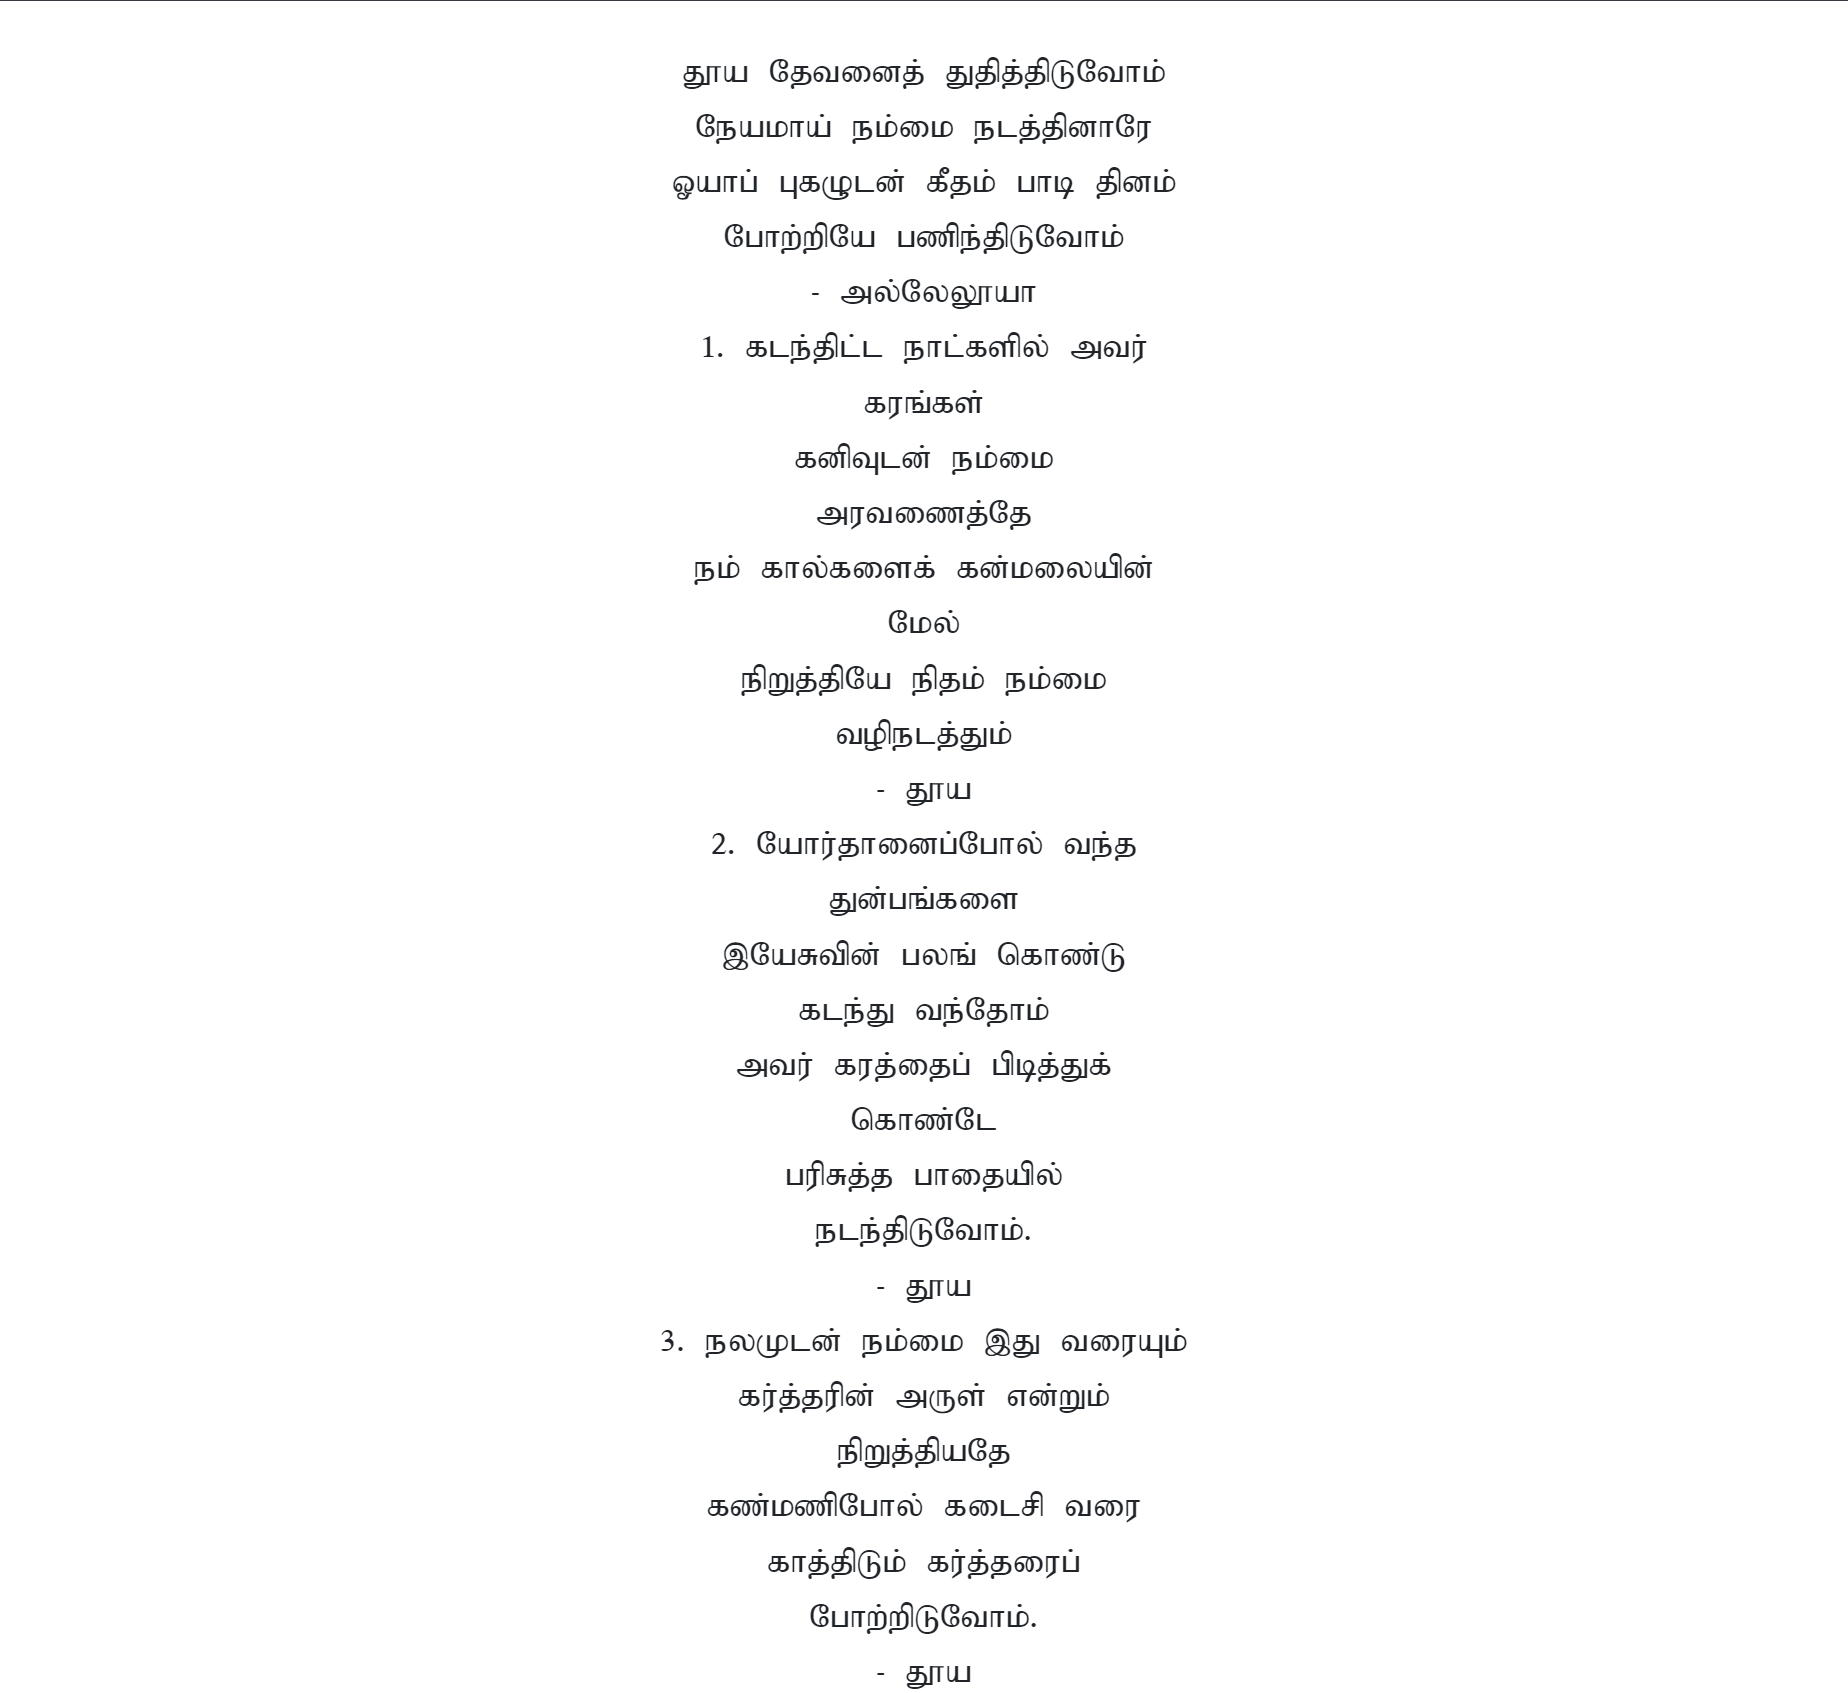 தூய தேவனைத் துதித்திடுவோம்
நேயமாய் நம்மை நடத்தினாரே
ஓயாப் புகழுடன் கீதம் பாடி தினம்
போற்றியே பணிந்திடுவோம்
- அல்லேலூயா
1. கடந்திட்ட நாட்களில் அவர்
கரங்கள்
கனிவுடன் நம்மை
அரவணைத்தே
நம் கால்களைக் கன்மலையின்
மேல்
நிறுத்தியே நிதம் நம்மை
வழிநடத்தும்
- தூய
2. யோர்தானைப்போல் வந்த
துன்பங்களை
இயேசுவின் பலங் கொண்டு
கடந்து வந்தோம்
அவர் கரத்தைப் பிடித்துக்
கொண்டே
பரிசுத்த பாதையில்
நடந்திடுவோம்.
- தூய
3. நலமுடன் நம்மை இது வரையும்
கர்த்தரின் அருள் என்றும்
நிறுத்தியதே
கண்மணிபோல் கடைசி வரை
காத்திடும் கர்த்தரைப்
போற்றிடுவோம்.
- தூய